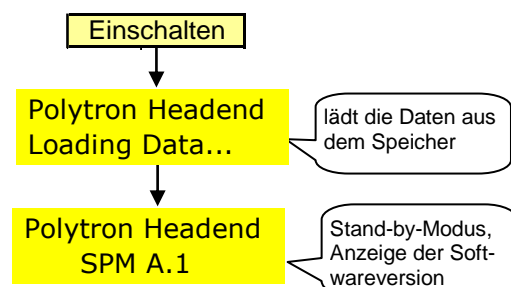 Einschalten
Polytron Headend
Loading Data...
lädt die Daten aus
dem Speicher
Polytron Headend
SPM A.1
Stand-by-Modus,
Anzeige der Soft-
wareversion